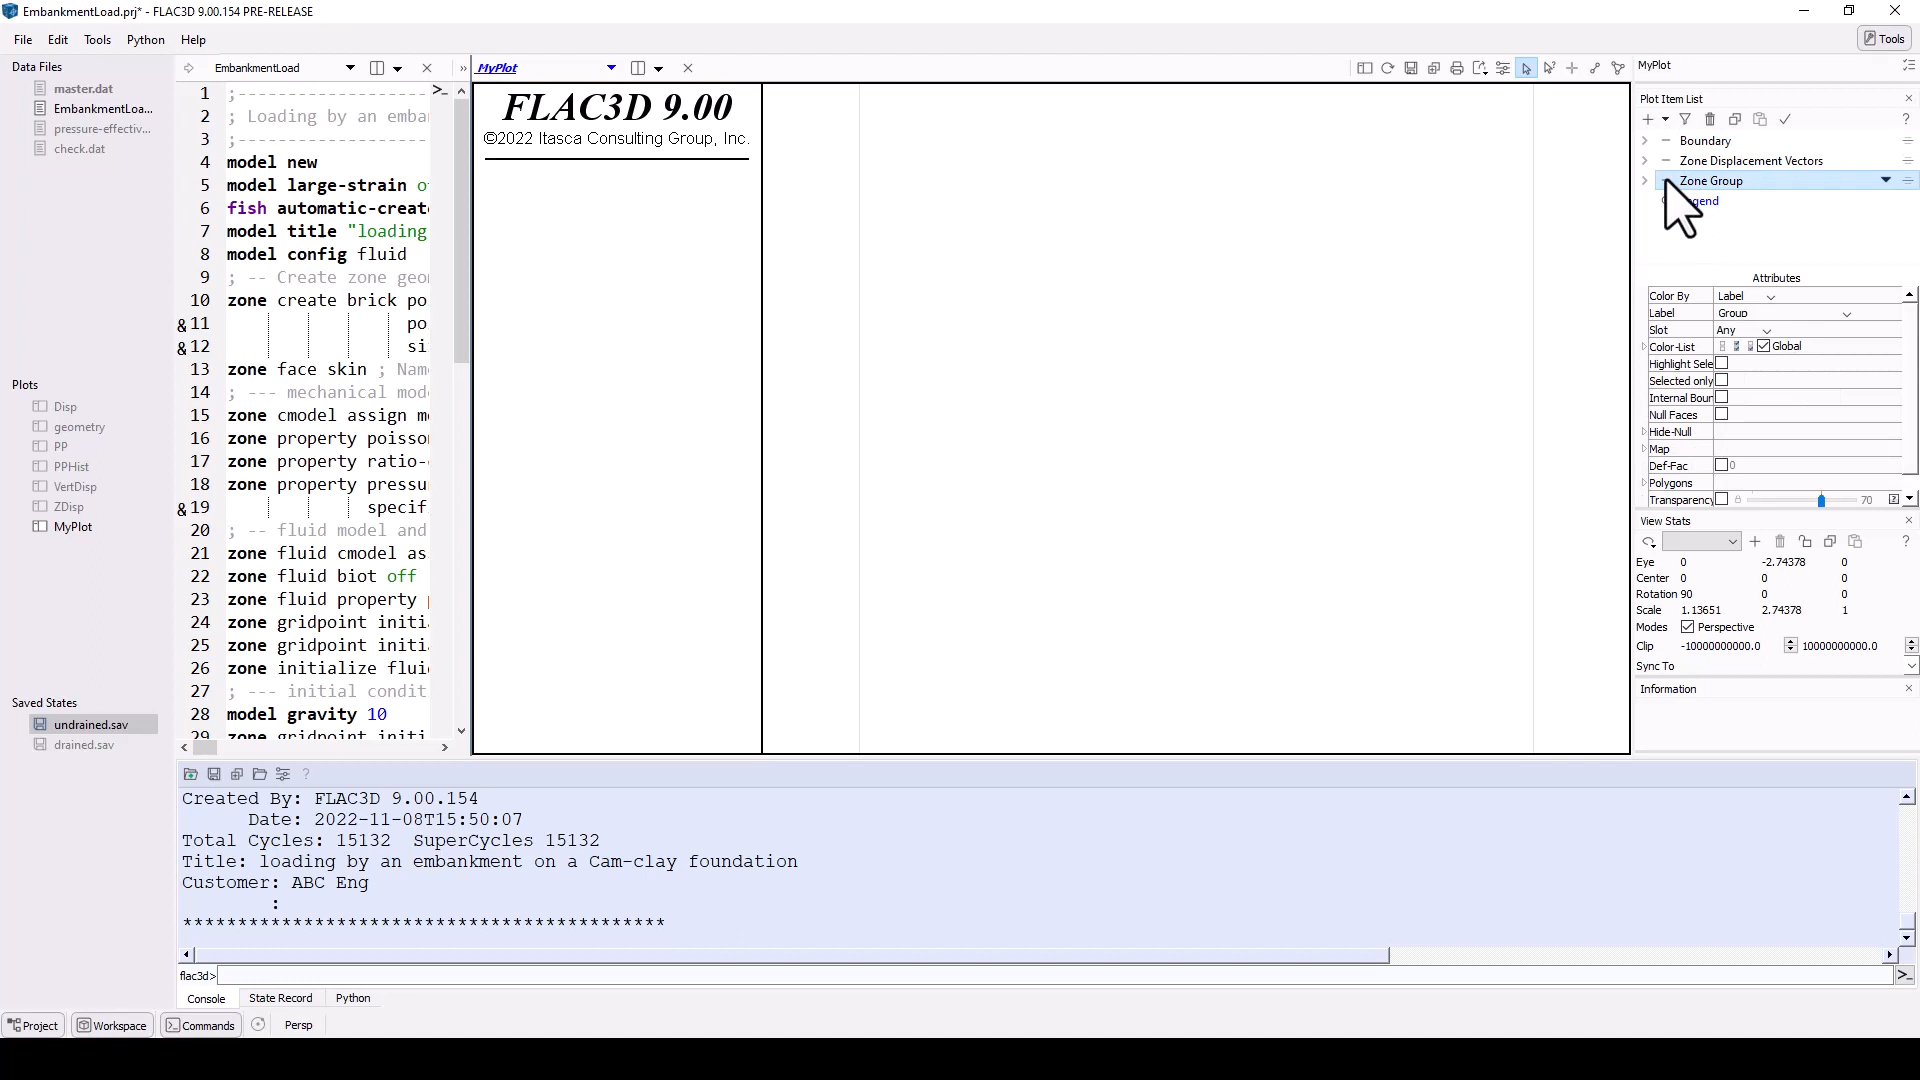 EmbankmentLoad.prj* - FLAC3D 9.00.154 PRE-RELEASE
File Edit Tools Python Help
Tools
Data Files
master.dat
EmbankmentLoa...
pressure-effectiv...
check.dat
Plots
Disp
geometry
PP
PPHist
VertDisp
ZDisp
MyPlot
Saved States
undrained.sav
drained.sav
EmbankmentLoad
1 ;--------------------
2 ; Loading by an emba
3 ;--------------------
4 model new
5 model large-strain o
6 fish automatic-creat
7 model title "loading
8 model config fluid
9 ; -- Create zone geo
10 zone create brick po
&11 po
&12 si
13 zone face skin ; Nam
14 ; --- mechanical mod
15 zone cmodel assign m
16 zone property poisso
17 zone property ratio-
18 zone property pressu
&19 specif
20 ; -- fluid model and
21 zone fluid cmodel as
22 zone fluid biot off
23 zone fluid property
24 zone gridpoint initi
25 zone gridpoint initi
26 zone initialize flui
27 ; --- initial condit
28 model gravity 10
29 zone gridpoint initi
MyPlot
FLAC3D 9.00
©2022 Itasca Consulting Group, Inc.
MyPlot
Plot Item List
Boundary
Zone Displacement Vectors
Zone Group
gend
Attributes
Color By Label
Label Group
Slot Any
Color-List Global
Highlight Sele
Selected only
Internal Boun
Null Faces
Hide-Null
Map
Def-Fac 0
Polygons
Transparency 70
View Stats
Eye 0 -2.74378 0
Center 0 0 0
Rotation 90 0 0
Scale 1.13651 2.74378 1
Modes Perspective
Clip -10000000000.0 10000000000.0
Sync To
Information
Created By: FLAC3D 9.00.154
Date: 2022-11-08T15:50:07
Total Cycles: 15132 SuperCycles 15132
Title: loading by an embankment on a Cam-clay foundation
Customer: ABC Eng
:
********************************************
flac3d>
Console State Record Python
Project Workspace Commands Persp